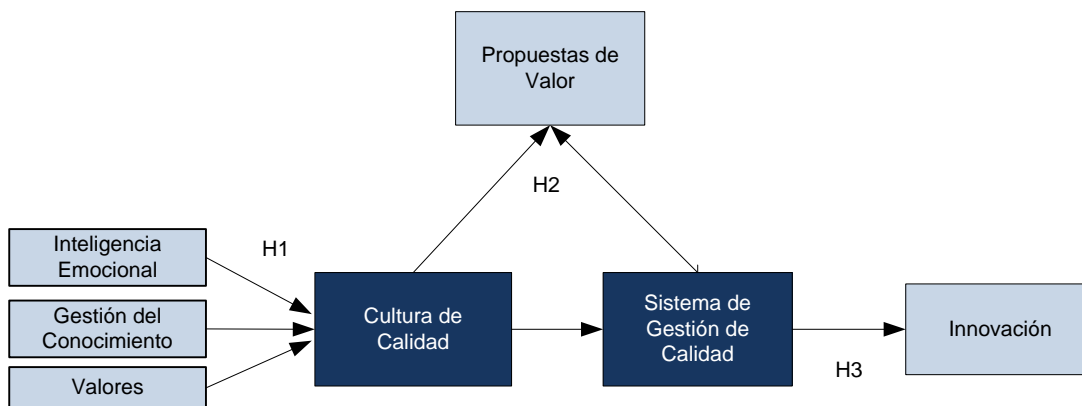 Propuestas de
Valor
H2
Inteligencia
Emocional
H1
Gestión del
Conocimiento
Valores
Cultura de
Calidad
Sistema de
Gestión de
Calidad
H3
Innovación